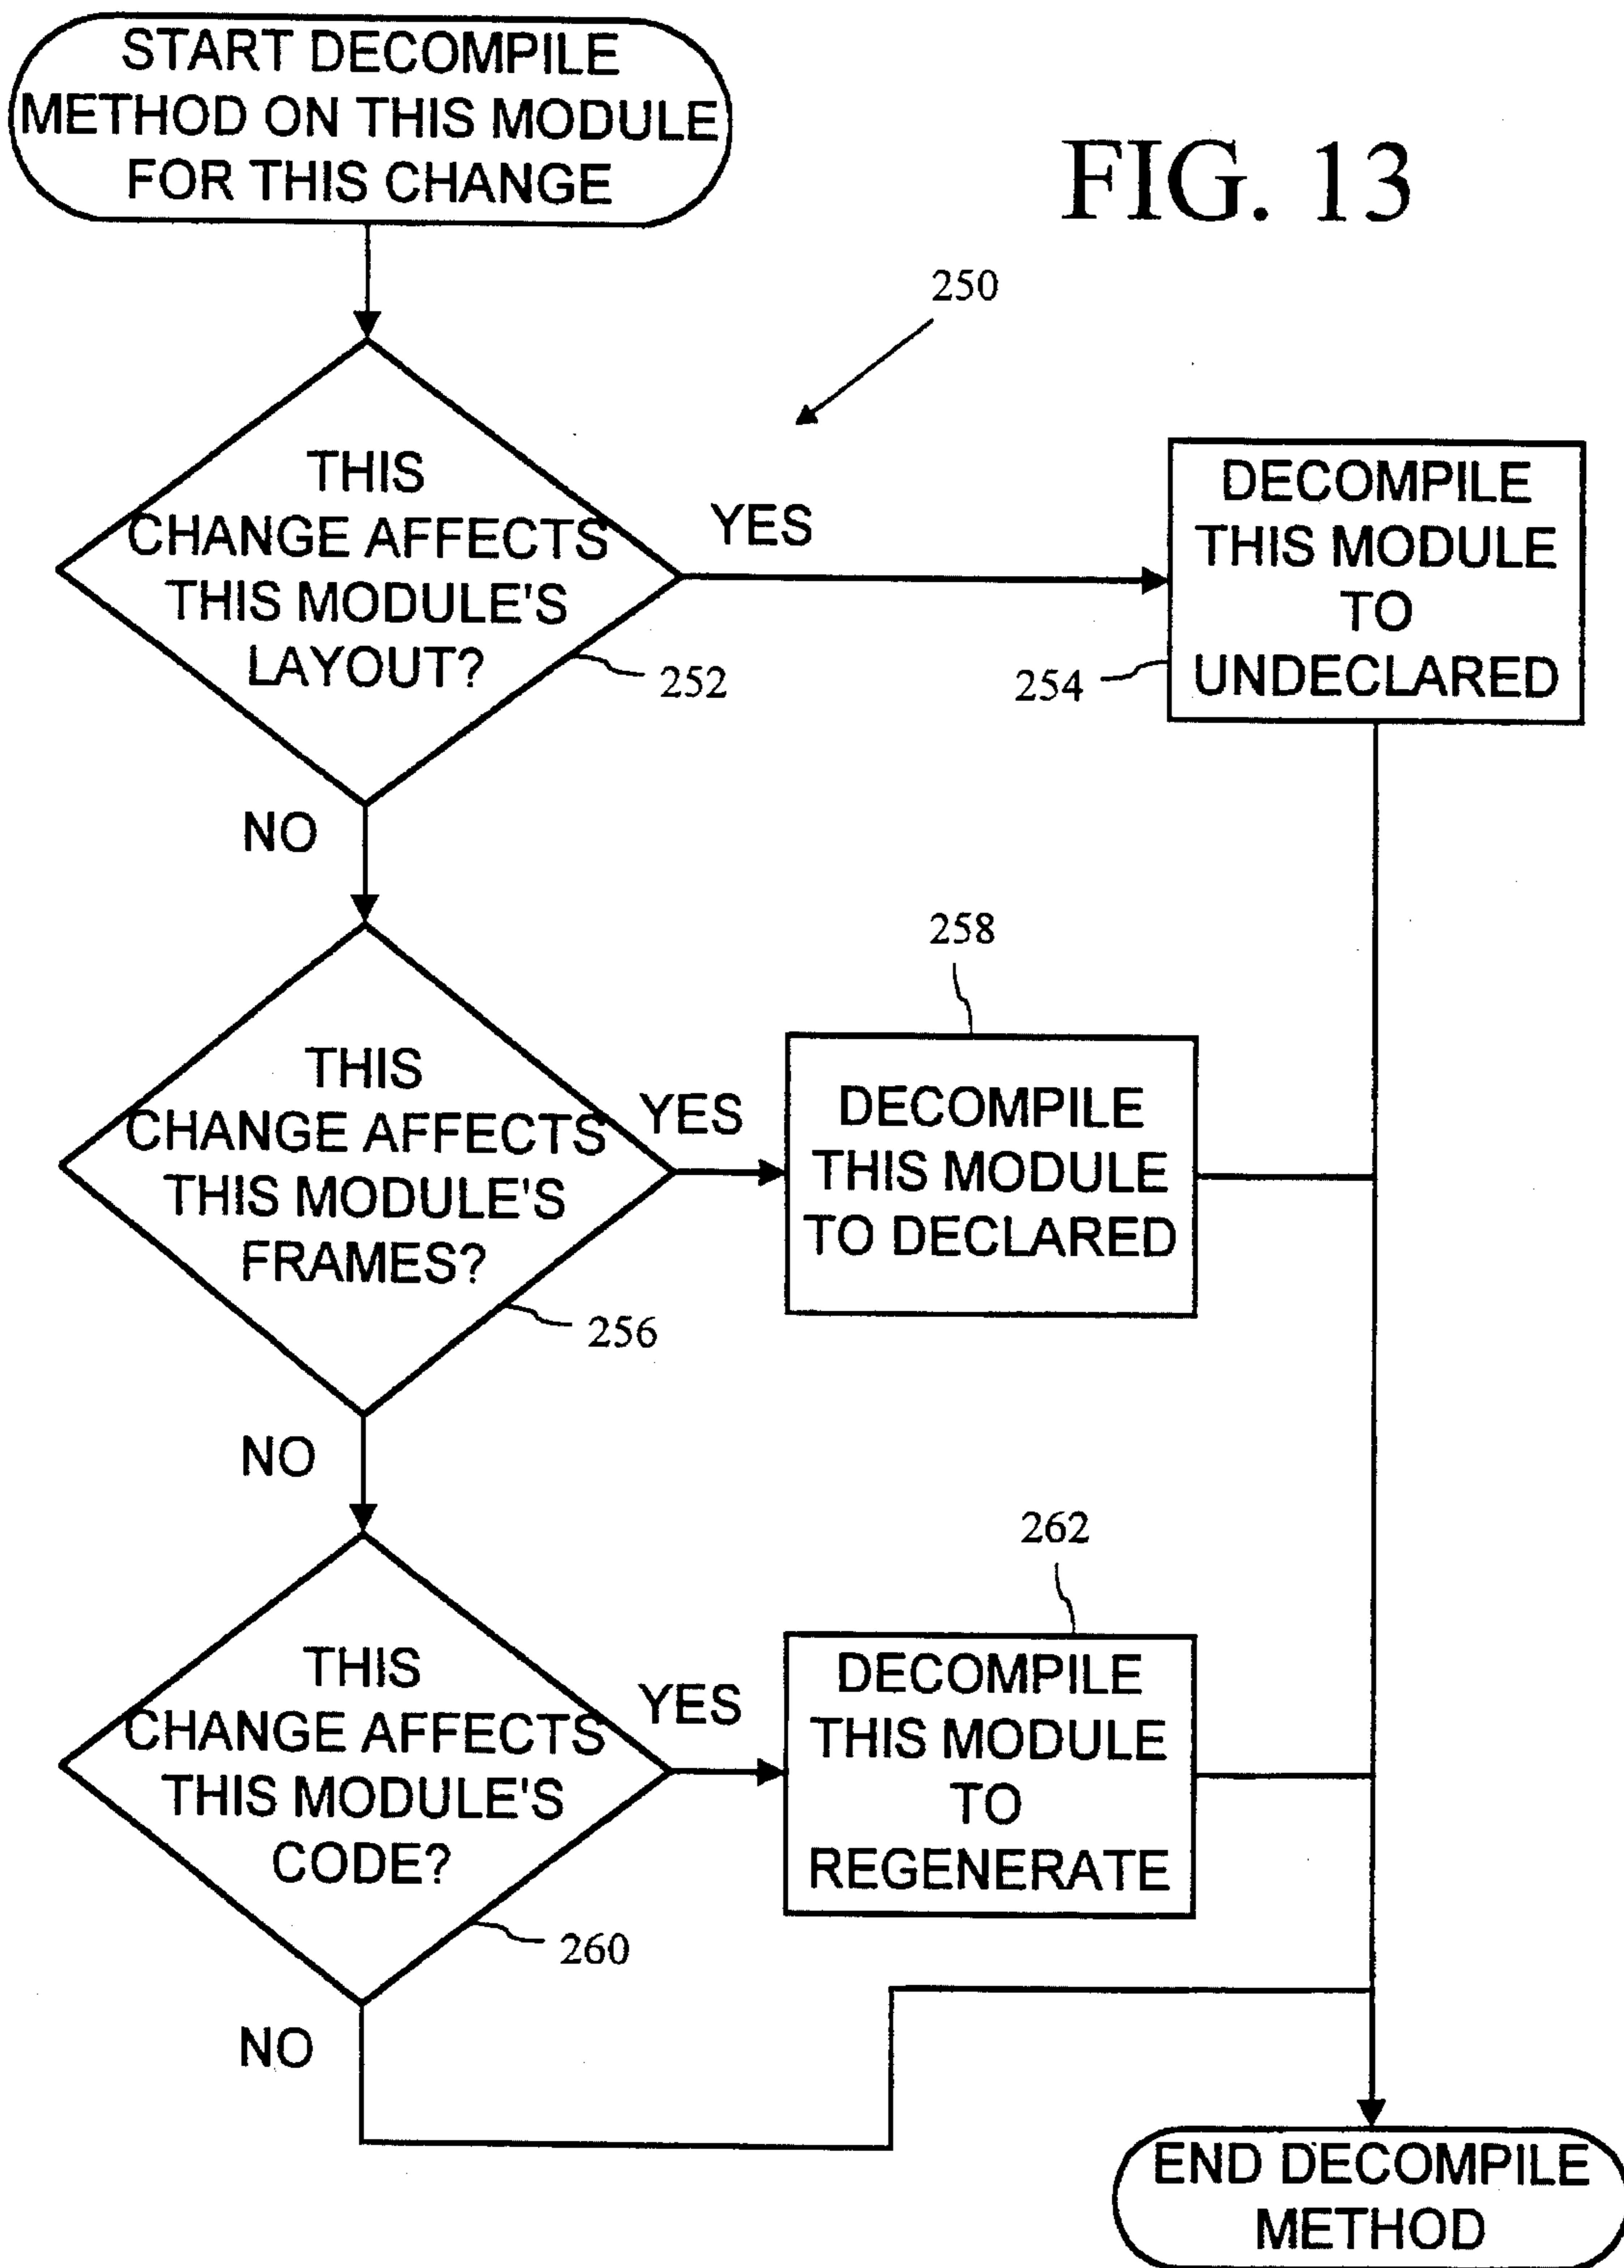 START DECOMPILE
METHOD ON THIS MODULE
FOR THIS CHANGE
FIG. 13
250
THIS
CHANGE AFFECTS
THIS MODULE'S
LAYOUT?
YES
252
NO
DECOMPILE
THIS MODULE
TO
UNDECLARED
254
THIS
CHANGE AFFECTS
THIS MODULE'S
FRAMES?
YES
256
NO
258
DECOMPILE
THIS MODULE
TO DECLARED
THIS
CHANGE AFFECTS
THIS MODULE'S
CODE?
YES
260
NO
262
DECOMPILE
THIS MODULE
TO
REGENERATE
END DECOMPILE
METHOD